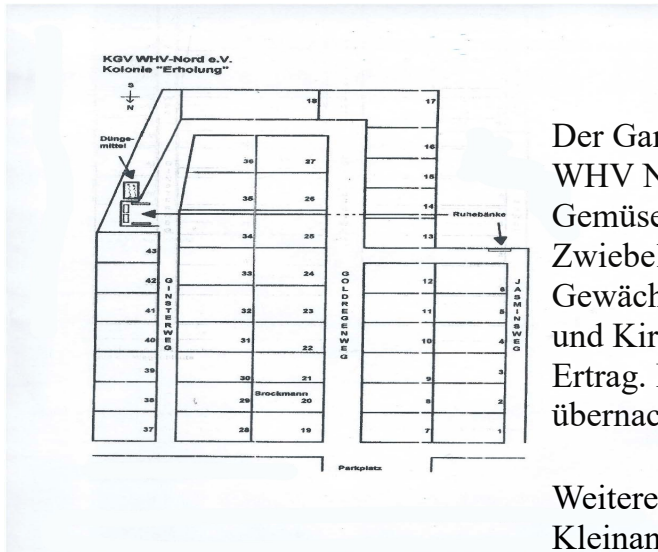 KGV WHV-Nord e.V.
Kolonie "Erholung"
S
N
Dünge-
mittel
18
17
16
15
14
13
Ruhebänke
36
27
35
26
34
25
33
24
32
23
31
22
30
21
29
Brockmann
20
28
19
43
42
41
40
39
38
37
GINSTERWEG
GOLDREGENWEG
JASMINSWEG
12
11
10
9
8
7
6
5
4
3
2
1
Parkplatz
Der Gar
WHV N
Gemüse
Zwiebel
Gewäch
und Kir
Ertrag.
übernac
Weitere
Kleinan